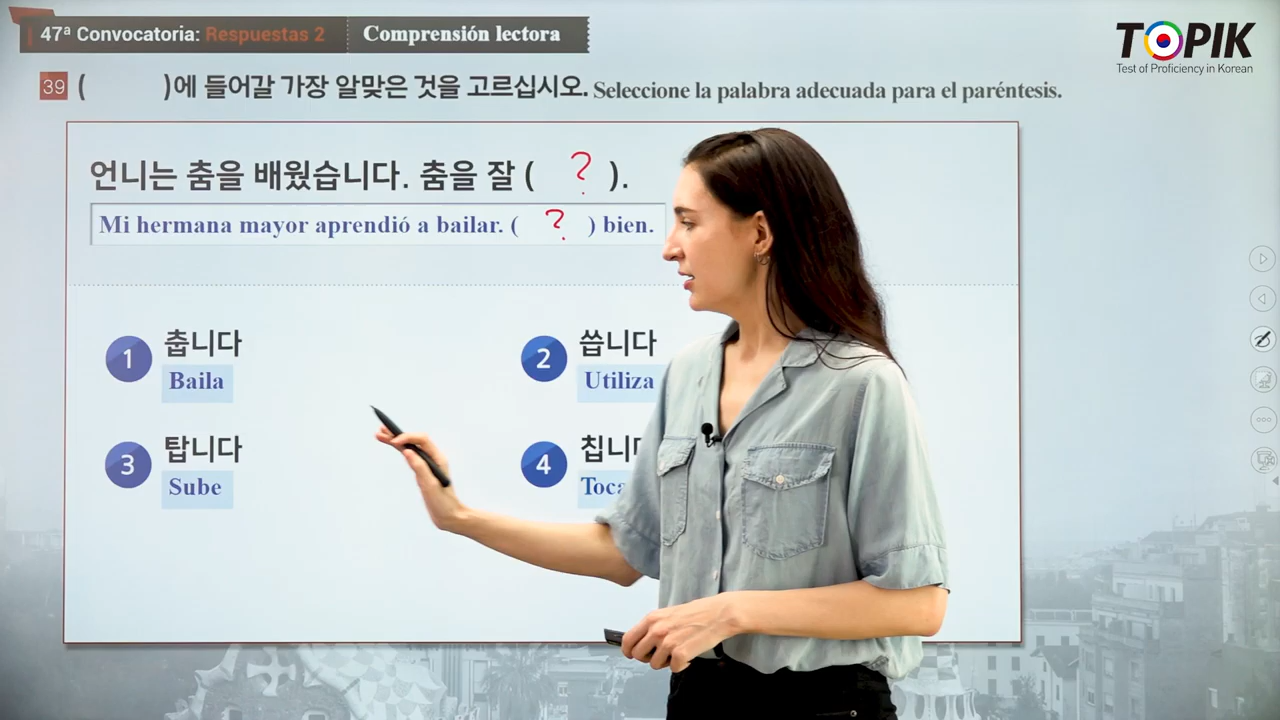 47ª Convocatoria: Respuestas 2
Comprensión lectora
TOPIK
Test of Proficiency in Korean
39 ( )에 들어갈 가장 알맞은 것을 고르십시오. Seleccione la palabra adecuada para el paréntesis.
언니는 춤을 배웠습니다. 춤을 잘 ( ? ).
Mi hermana mayor aprendió a bailar. ( ? ) bien.
1 춥니다
Baila
2 씁니다
Utiliza
3 탑니다
Sube
4 칩니
Toca